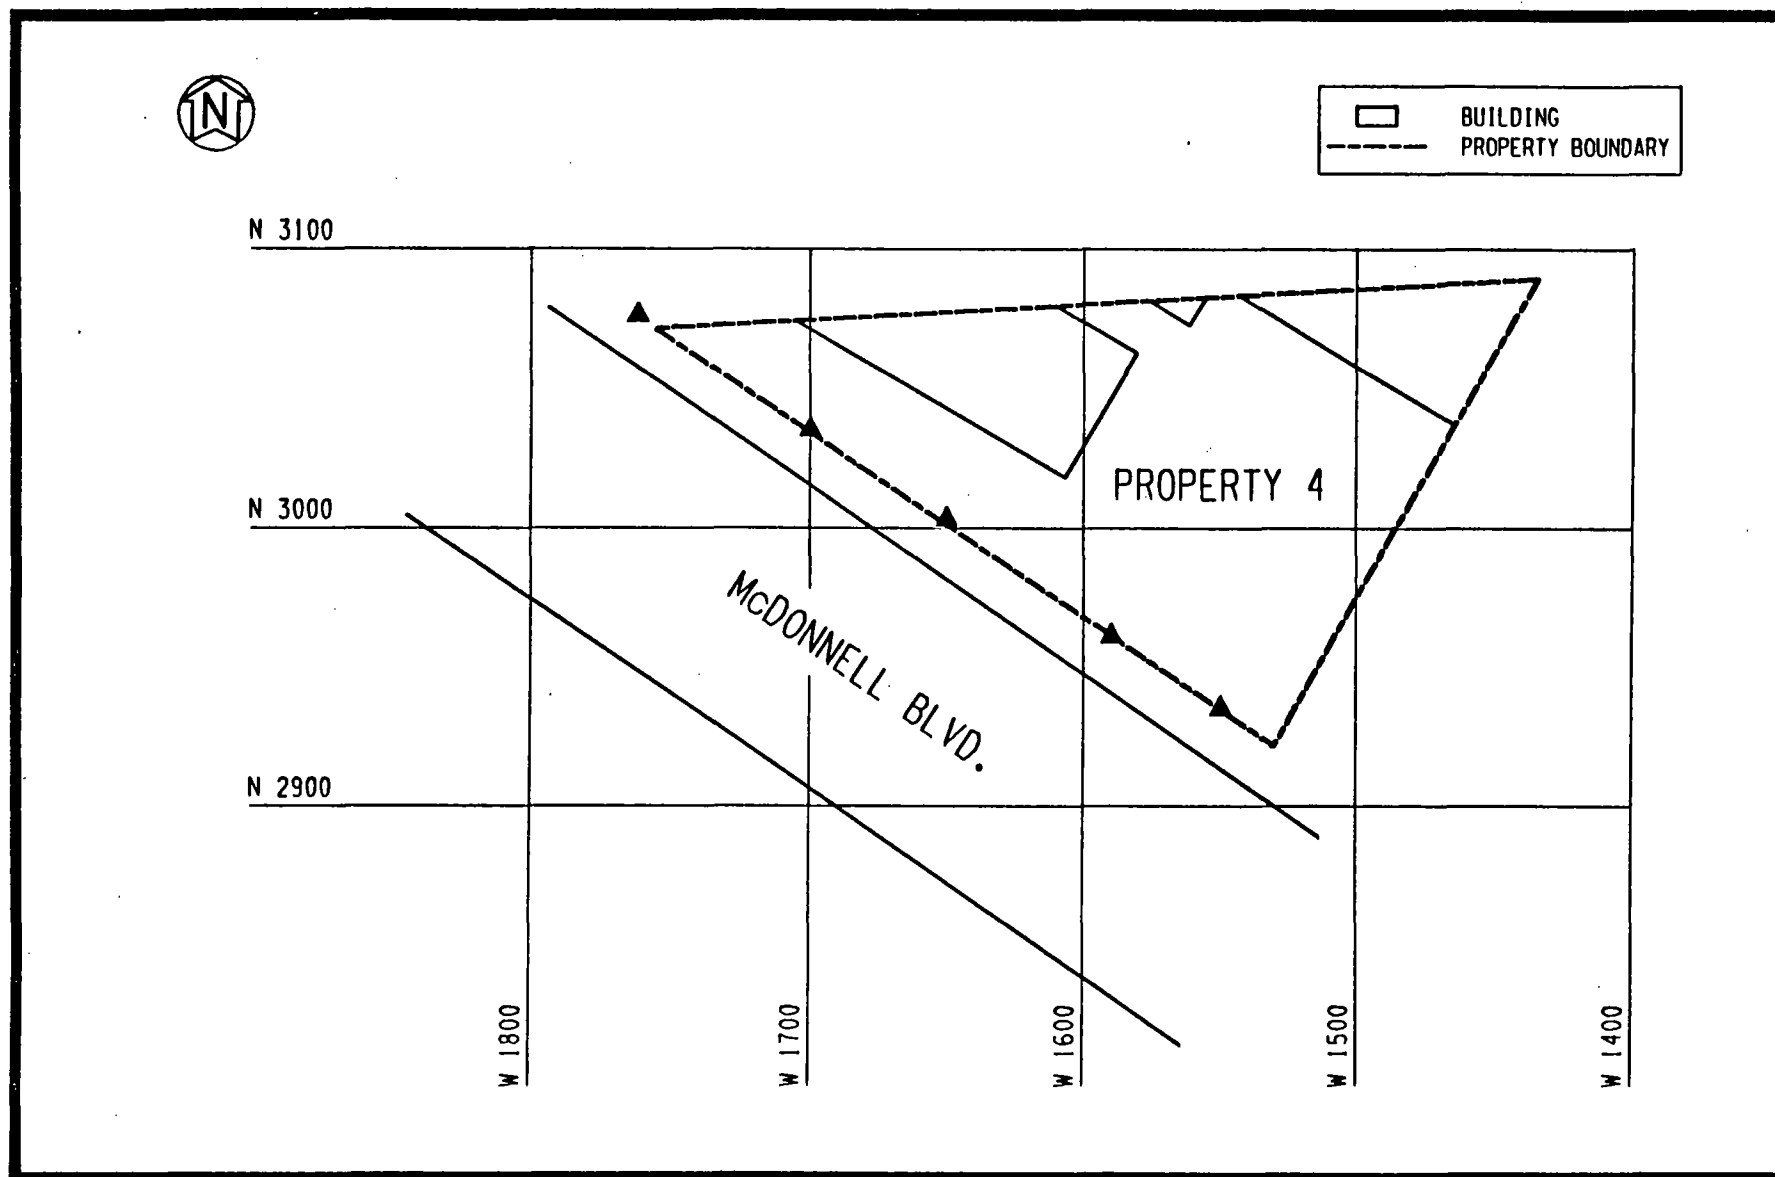 N
BUILDING
PROPERTY BOUNDARY
N 3100
PROPERTY 4
N 3000
McDONNELL BLVD.
N 2900
W 1800
W 1700
W 1600
W 1500
W 1400